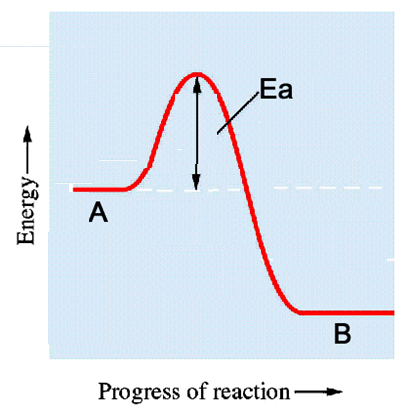 Ea
A
Energy
B
Progress of reaction